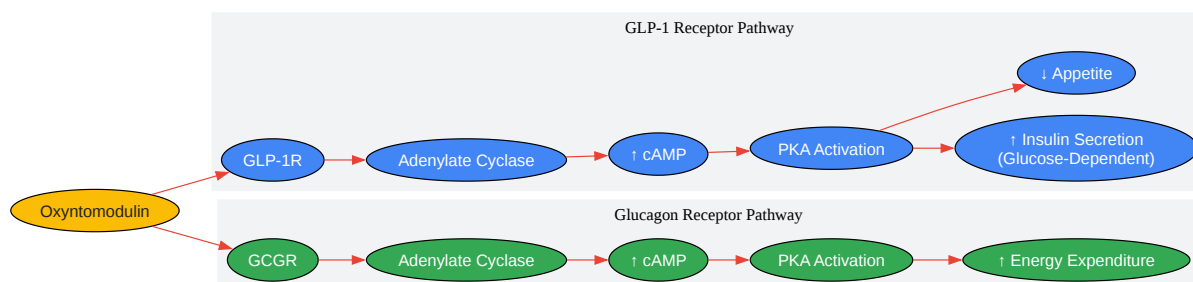 GLP-1 Receptor Pathway
↓ Appetite
GLP-1R
Adenylate Cyclase
↑ cAMP
PKA Activation
↑ Insulin Secretion
(Glucose-Dependent)
Oxyntomodulin
Glucagon Receptor Pathway
GCGR
Adenylate Cyclase
↑ cAMP
PKA Activation
↑ Energy Expenditure